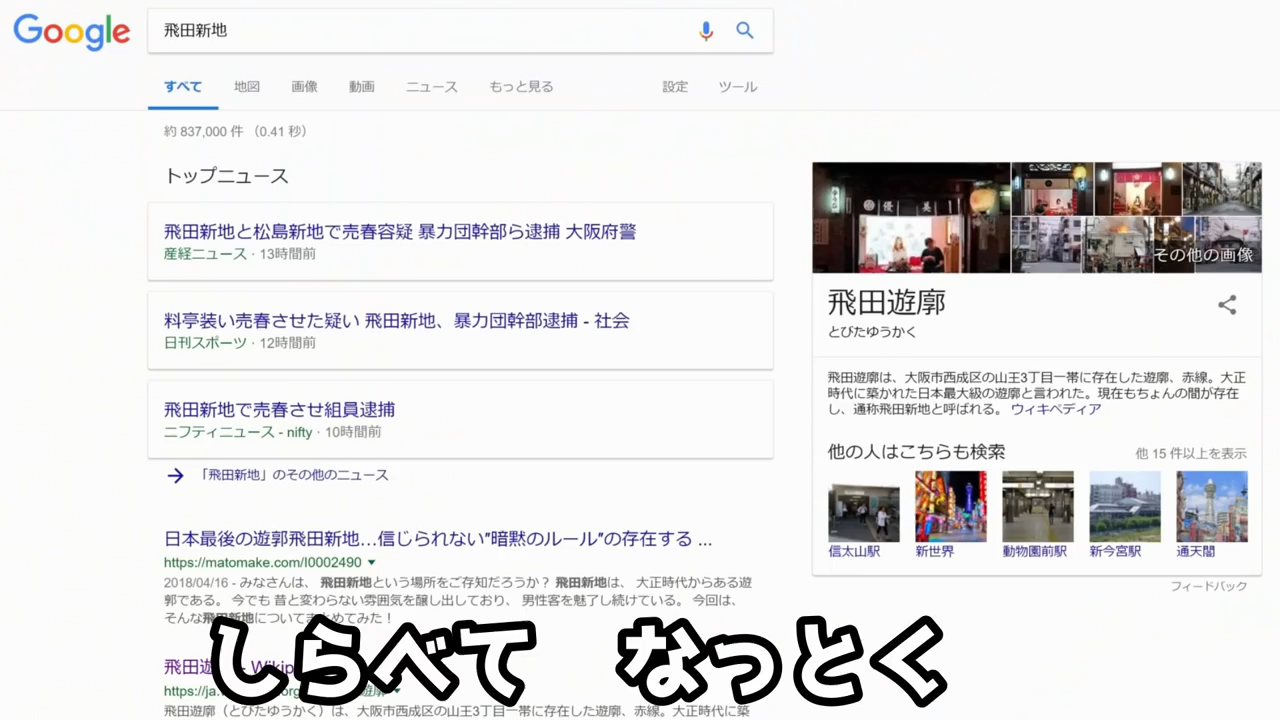 Google
飛田新地
すべて 地図 画像 動画 ニュース もっと見る 設定 ツール
約 837,000 件 (0.41 秒)
トップニュース
飛田新地と松島新地で売春容疑 暴力団幹部ら逮捕 大阪府警
産経ニュース · 13時間前
料亭装い売春させた疑い 飛田新地、暴力団幹部逮捕 - 社会
日刊スポーツ · 12時間前
飛田新地で売春させ組員逮捕
ニフティニュース - nifty · 10時間前
→ 「飛田新地」のその他のニュース
日本最後の遊郭飛田新地…信じられない"暗黙のルール"の存在する ...
https://matomake.com/I0002490
2018/04/16 - みなさんは、 飛田新地という場所をご存知だろうか？ 飛田新地は、 大正時代からある遊
郭である。 今でも 昔と変わらない雰囲気を醸し出しており、 男性客を魅了し続けている。 今回は、
そんな飛田新地についてまとめてみた！
飛田遊 - Wikip
https://ja.
飛田遊廓（とびたゆうかく）は、大阪市西成区の山王3丁目一帯に存在した遊廓、赤線。大正時代に築
しらべて なっとく
優美
その他の画像
飛田遊廓
とびたゆうかく
飛田遊廓は、大阪市西成区の山王3丁目一帯に存在した遊廓、赤線。大正
時代に築かれた日本最大級の遊廓と言われた。現在もちょんの間が存在
し、通称飛田新地と呼ばれる。 ウィキペディア
他の人はこちらも検索
他 15 件以上を表示
信太山駅 新世界 動物園前駅 新今宮駅 通天閣
フィードバック